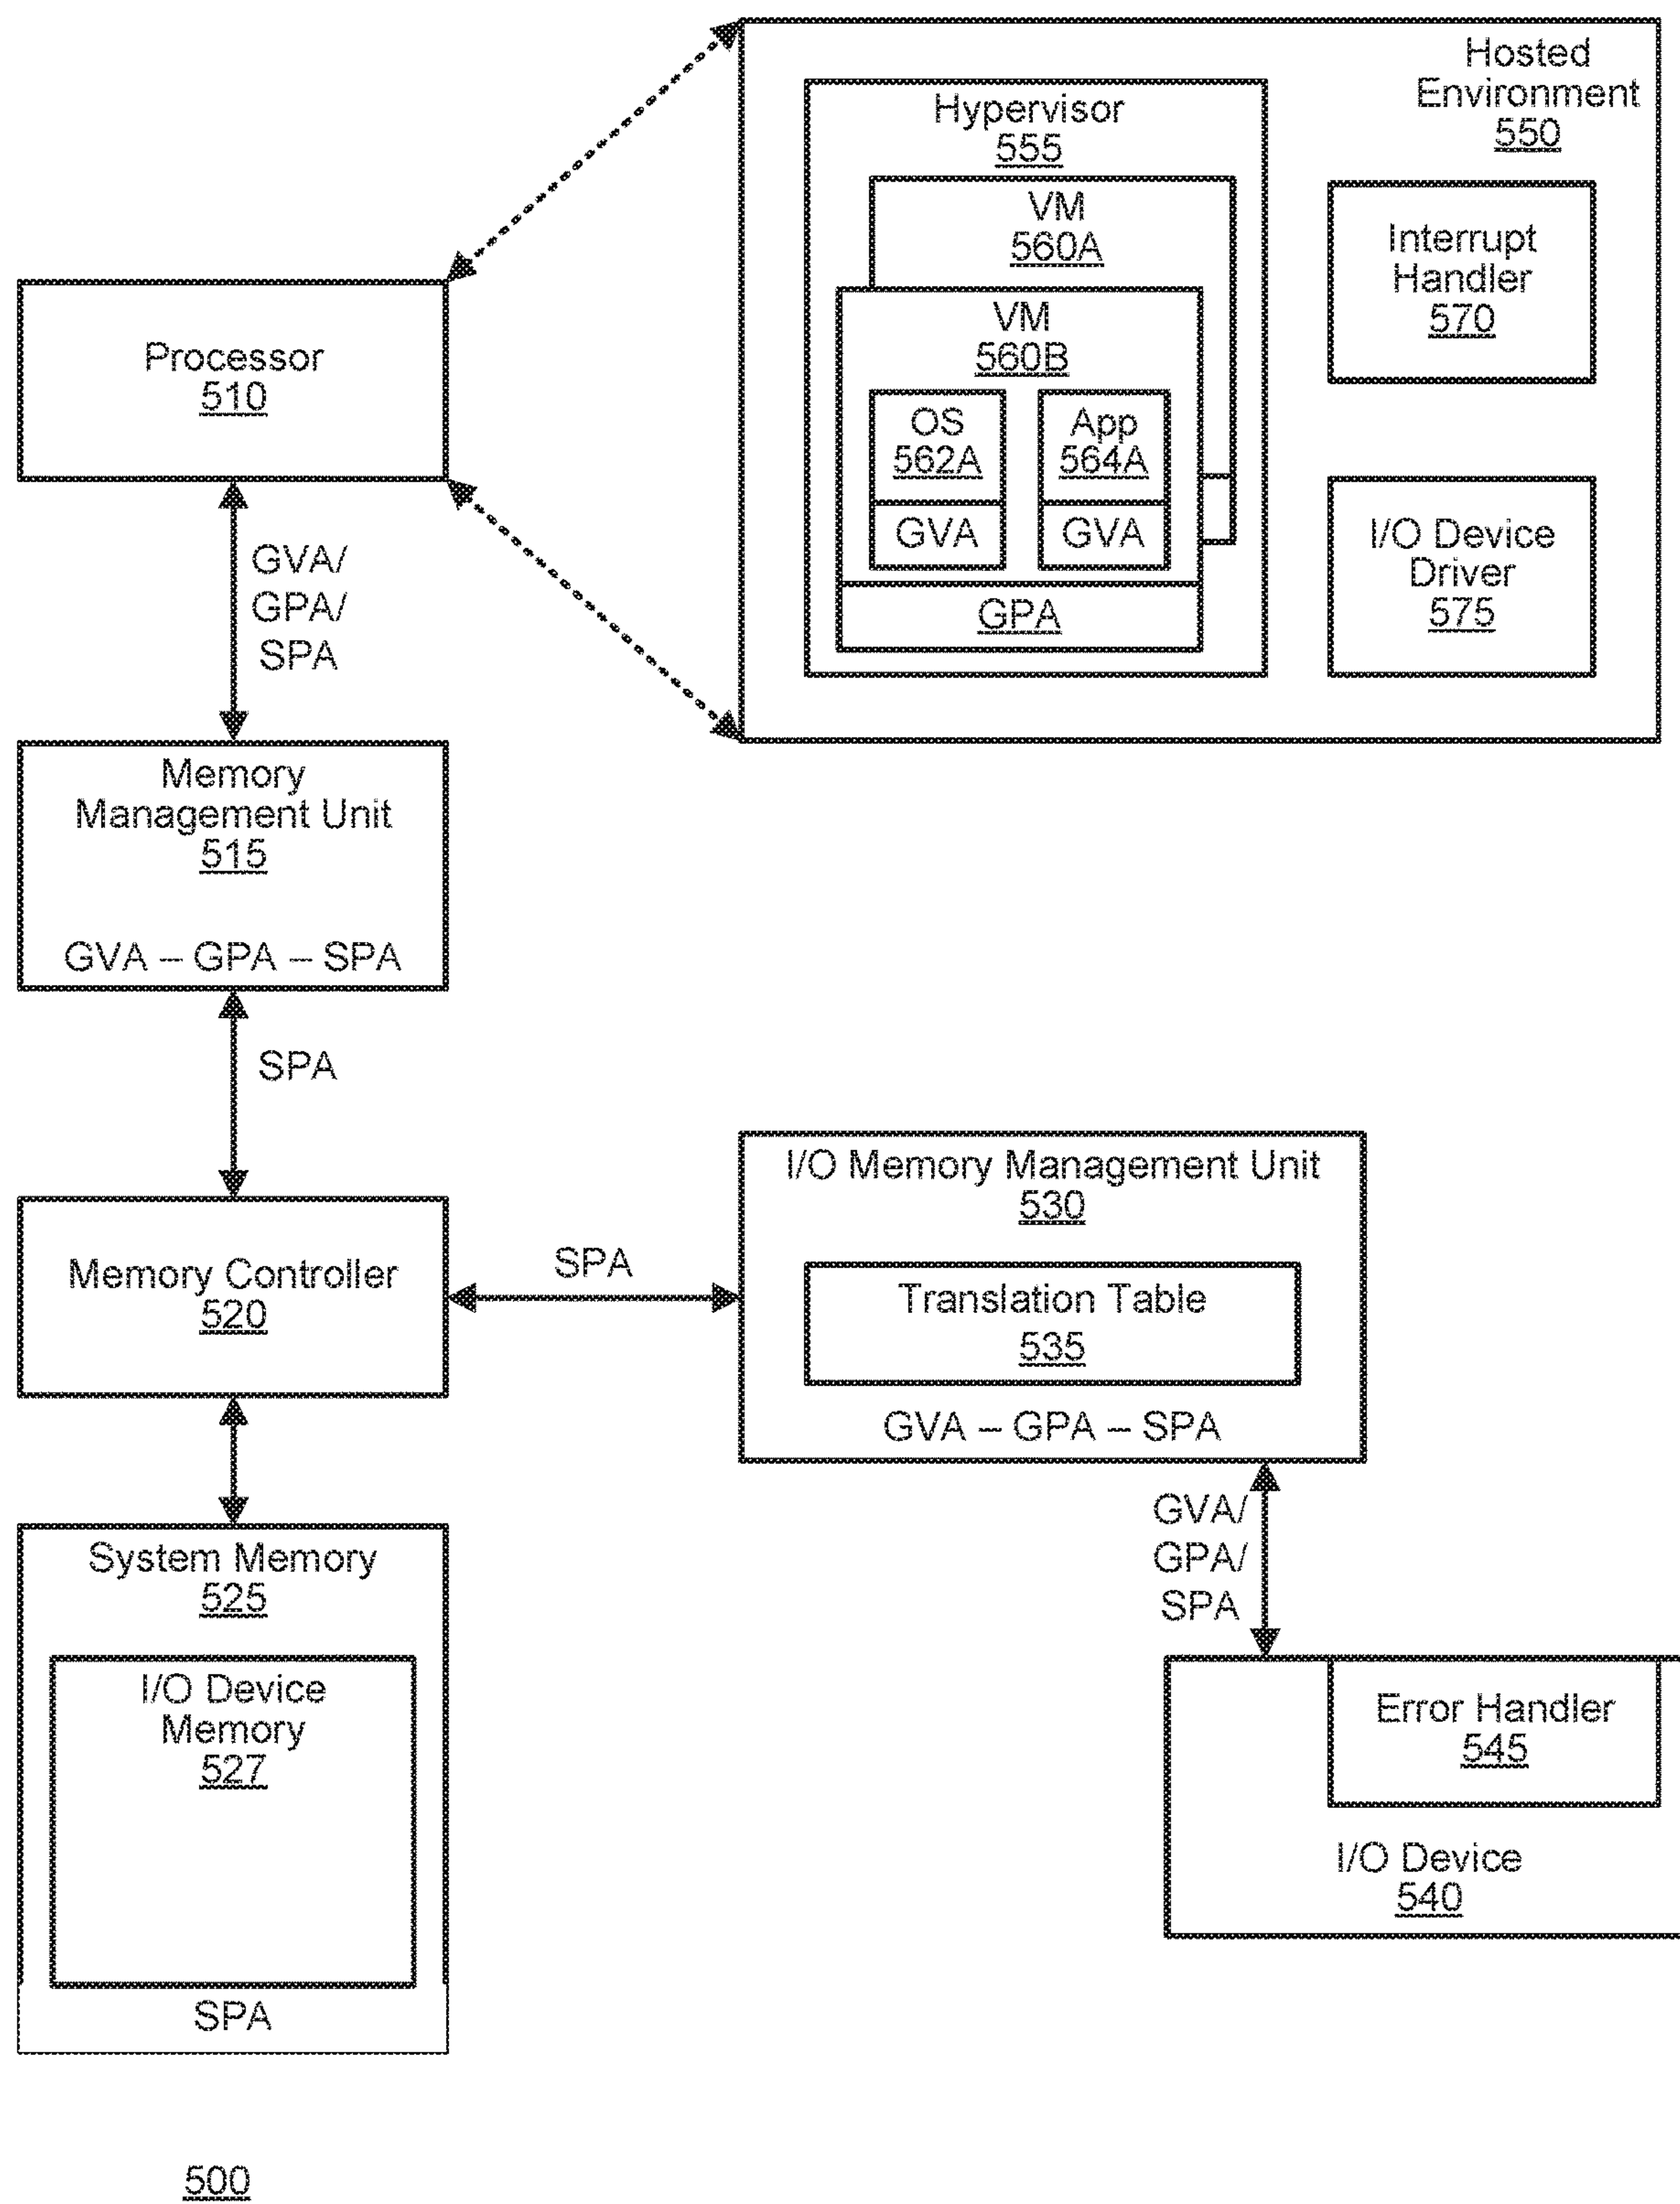 Hosted
Environment
550
Hypervisor
555
VM
560A
VM
560B
OS
562A
GVA
App
564A
GVA
GPA
Interrupt
Handler
570
I/O Device
Driver
575
Processor
510
GVA/
GPA/
SPA
Memory
Management Unit
515
GVA – GPA – SPA
SPA
Memory Controller
520
SPA
I/O Memory Management Unit
530
Translation Table
535
GVA – GPA – SPA
GVA/
GPA/
SPA
System Memory
525
I/O Device
Memory
527
SPA
Error Handler
545
I/O Device
540
500